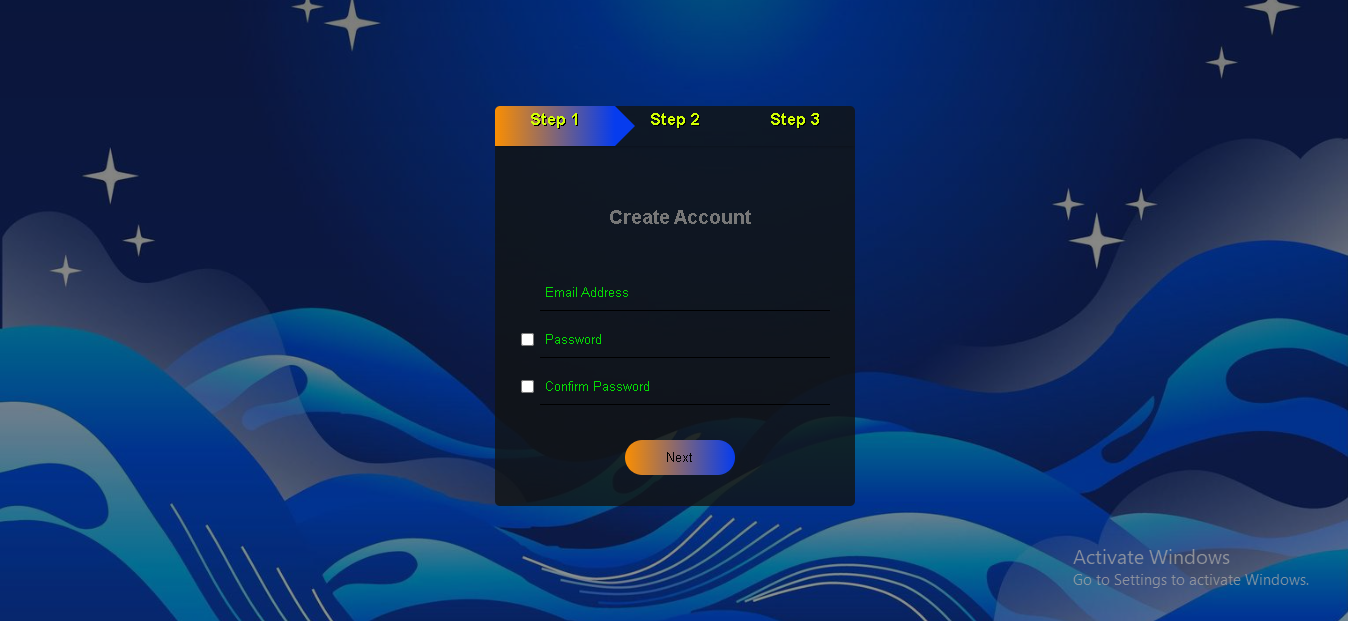 Step 1 Step 2 Step 3
Create Account
Email Address
Password
Confirm Password
Next
Activate Windows
Go to Settings to activate Windows.